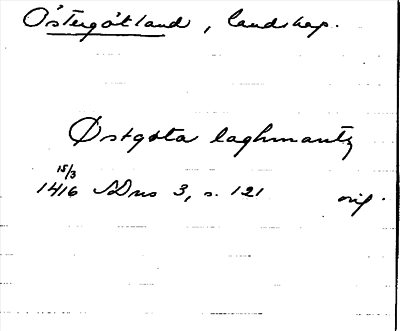 Östergötland, landskap.
Østgøta laghmantz
15/3
1416 SDns 3, s. 121 orig.